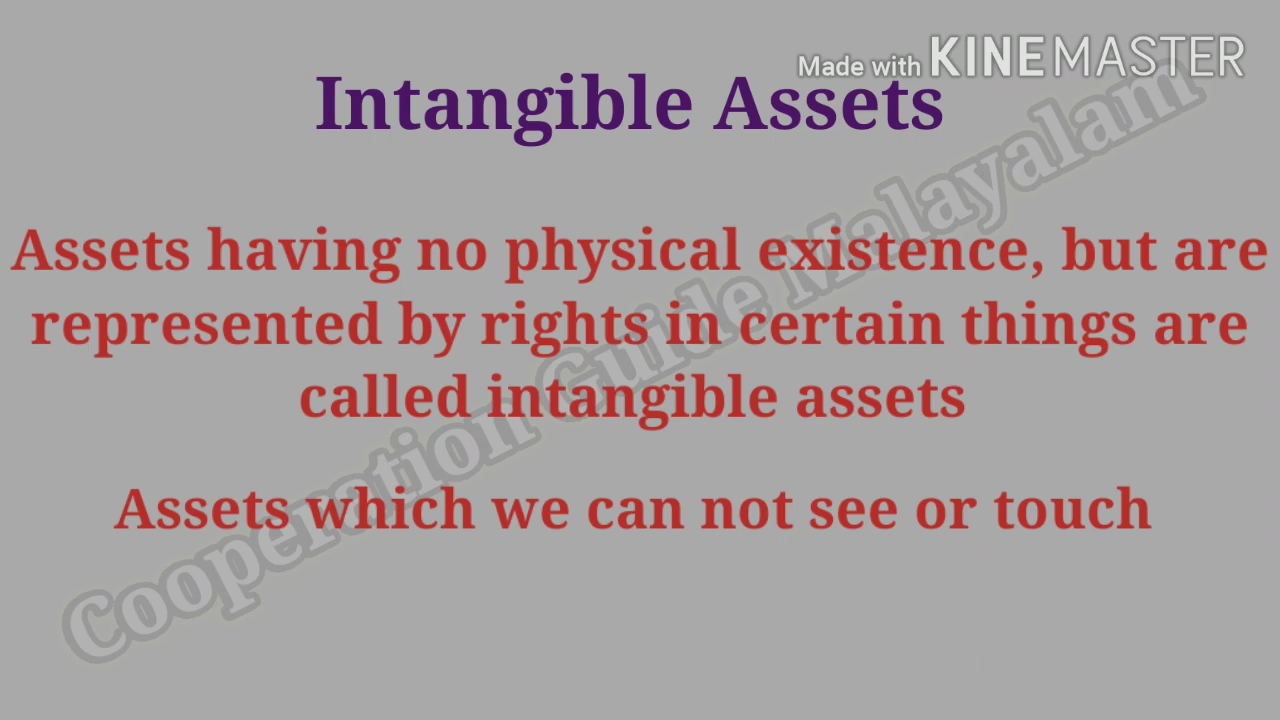 Made with KINEMASTER
Intangible Assets
Assets having no physical existence, but are
represented by rights in certain things are
called intangible assets
Assets which we can not see or touch
Cooperation Guide Malayalam